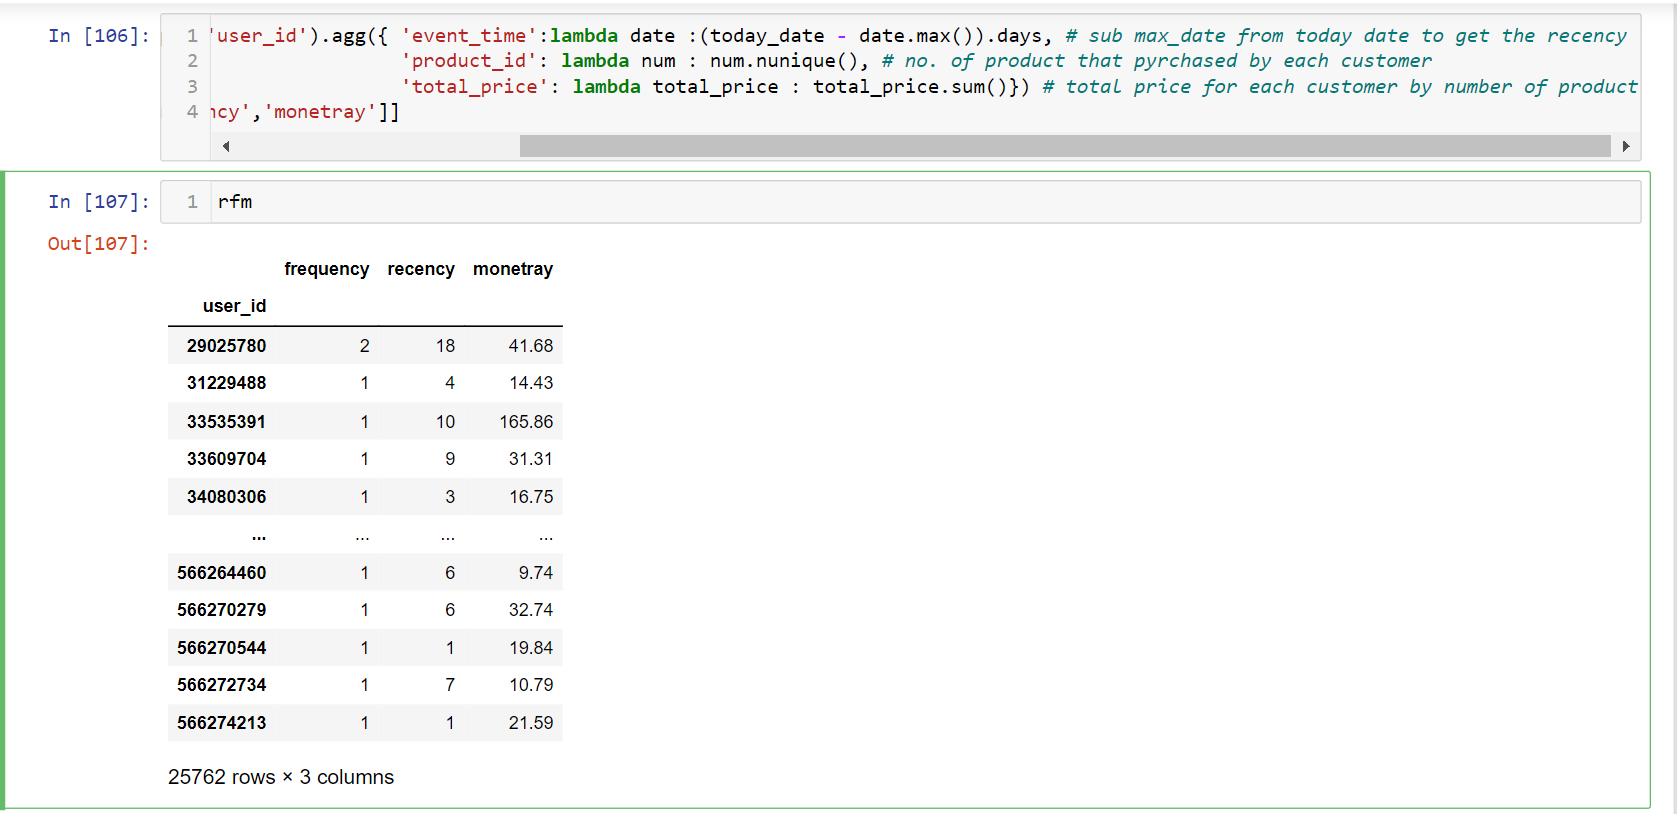 In [106]: 1 'user_id').agg({ 'event_time':lambda date :(today_date - date.max()).days, # sub max_date from today date to get the recency
2 'product_id': lambda num : num.nunique(), # no. of product that pyrchased by each customer
3 'total_price': lambda total_price : total_price.sum()}) # total price for each customer by number of product
4 ncy','monetray']]
In [107]: 1 rfm
Out[107]:
frequency recency monetray
user_id
29025780 2 18 41.68
31229488 1 4 14.43
33535391 1 10 165.86
33609704 1 9 31.31
34080306 1 3 16.75
... ... ... ...
566264460 1 6 9.74
566270279 1 6 32.74
566270544 1 1 19.84
566272734 1 7 10.79
566274213 1 1 21.59
25762 rows × 3 columns